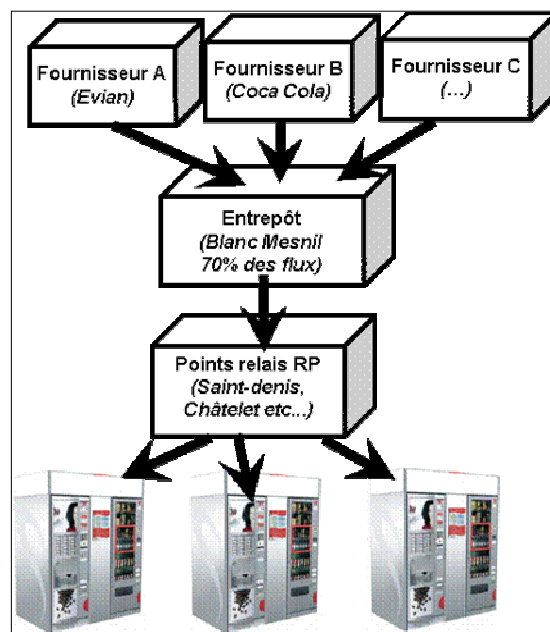 Fournisseur A
(Evian)
Fournisseur B
(Coca Cola)
Fournisseur C
(...)
Entrepôt
(Blanc Mesnil
70% des flux)
Points relais RP
(Saint-denis,
Châtelet etc...)